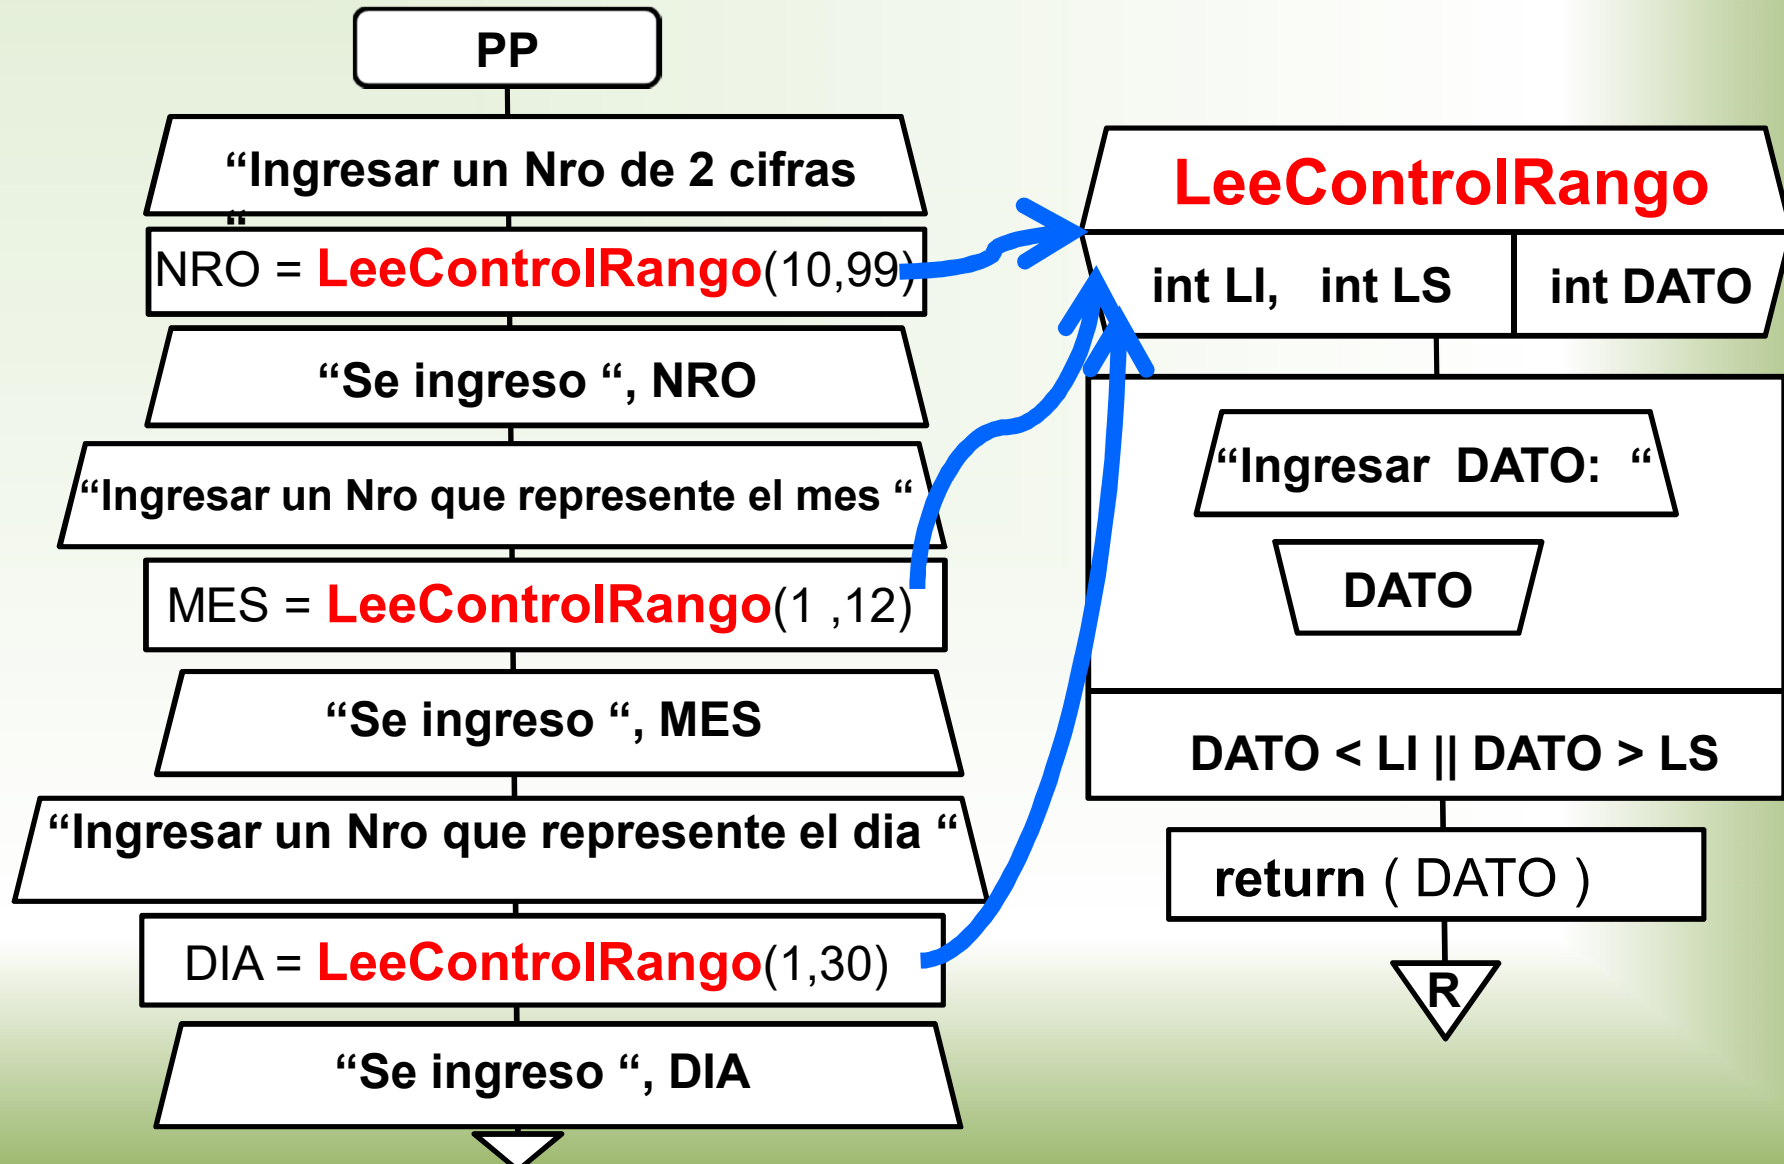 PP
“Ingresar un Nro de 2 cifras
“
NRO = LeeControlRango(10,99)
“Se ingreso “, NRO
“Ingresar un Nro que represente el mes “
MES = LeeControlRango(1 ,12)
“Se ingreso “, MES
“Ingresar un Nro que represente el dia “
DIA = LeeControlRango(1,30)
“Se ingreso “, DIA
LeeControlRango
int LI, int LS
int DATO
“Ingresar DATO: “
DATO
DATO < LI || DATO > LS
return ( DATO )
R